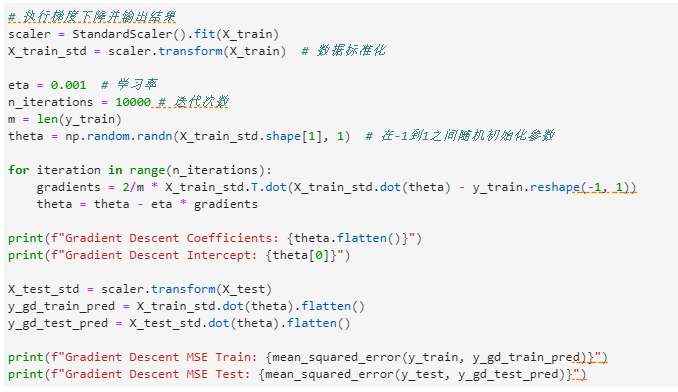 # 执行梯度下降并输出结果
scaler = StandardScaler().fit(X_train)
X_train_std = scaler.transform(X_train)  # 数据标准化
eta = 0.001  # 学习率
n_iterations = 10000 # 迭代次数
m = len(y_train)
theta = np.random.randn(X_train_std.shape[1], 1)  # 在-1到1之间随机初始化参数
for iteration in range(n_iterations):
    gradients = 2/m * X_train_std.T.dot(X_train_std.dot(theta) - y_train.reshape(-1, 1))
    theta = theta - eta * gradients
print(f"Gradient Descent Coefficients: {theta.flatten()}")
print(f"Gradient Descent Intercept: {theta[0]}")
X_test_std = scaler.transform(X_test)
y_gd_train_pred = X_train_std.dot(theta).flatten()
y_gd_test_pred = X_test_std.dot(theta).flatten()
print(f"Gradient Descent MSE Train: {mean_squared_error(y_train, y_gd_train_pred)}")
print(f"Gradient Descent MSE Test: {mean_squared_error(y_test, y_gd_test_pred)}")